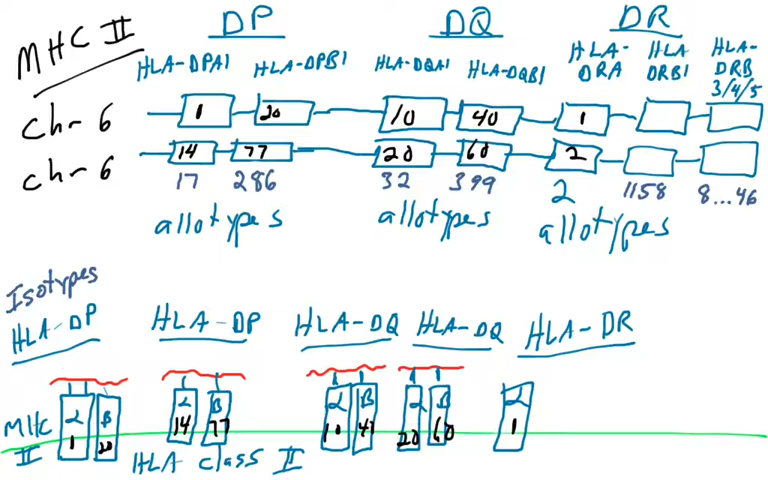 DP DQ DR
MHC II
HLA-DPA1 HLA-DPB1 HLA-DQA1 HLA-DQB1 HLA-DRA HLA DRB1 HLA-DRB 3/4/5
chr 6 1 20 10 40 1
chr 6 14 77 20 60 2
17 286 32 399 2 1158 8...46
allotypes allotypes allotypes
Isotypes
HLA-DP HLA-DP HLA-DQ HLA-DQ HLA-DR
α B α B α B α B α
MHC II 1 20 14 77 10 20 60 1
HLA class II